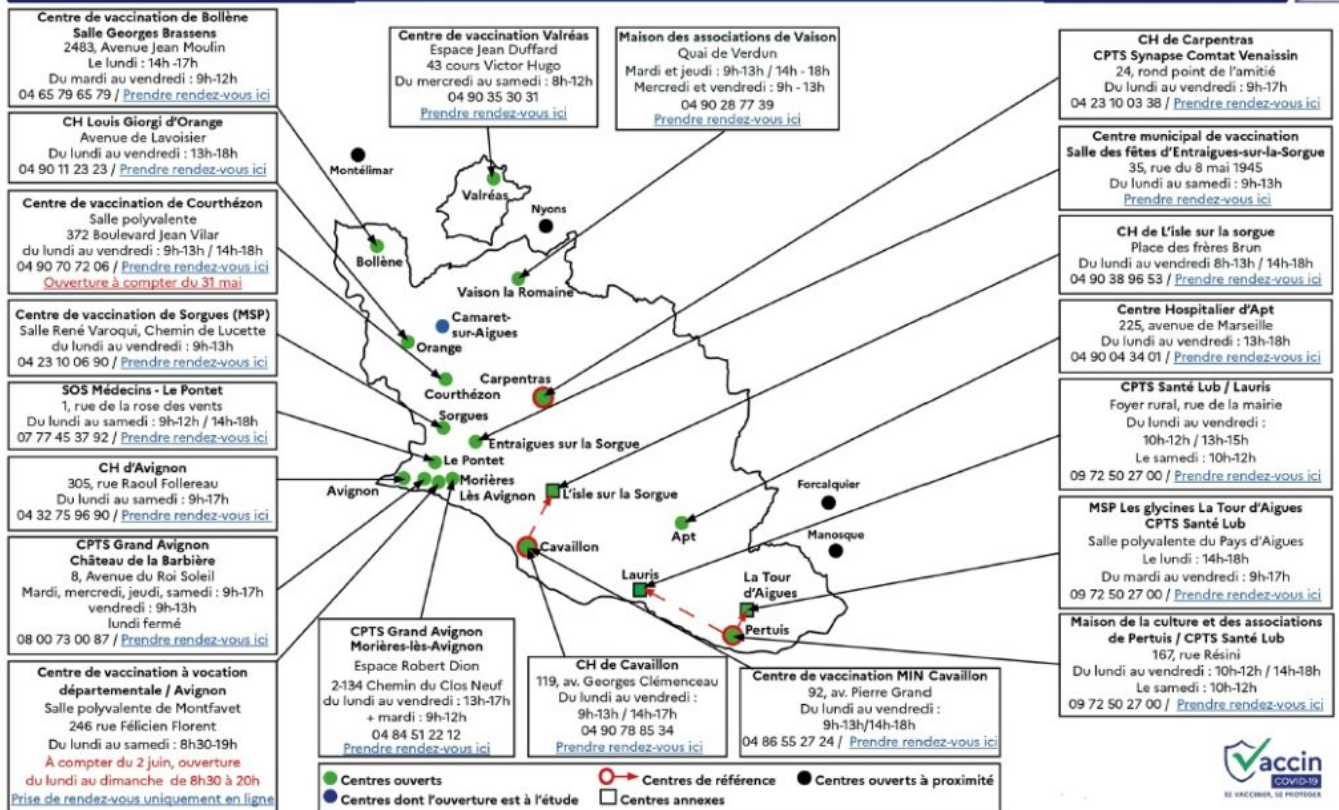 Centre de vaccination de Bollène
Salle Georges Brassens
2483, Avenue Jean Moulin
Le lundi : 14h -17h
Du mardi au vendredi : 9h-12h
04 65 79 65 79 / Prendre rendez-vous ici
CH Louis Giorgi d'Orange
Avenue de Lavoisier
Du lundi au vendredi : 13h-18h
04 90 11 23 23 / Prendre rendez-vous ici
Centre de vaccination de Courthézon
Salle polyvalente
372 Boulevard Jean Vilar
du lundi au vendredi : 9h-13h / 14h-18h
04 90 70 72 06 / Prendre rendez-vous ici
Ouverture à compter du 31 mai
Centre de vaccination de Sorgues (MSP)
Salle René Varoqui, Chemin de Lucette
du lundi au vendredi : 9h-13h
04 23 10 06 90 / Prendre rendez-vous ici
SOS Médecins - Le Pontet
1, rue de la rose des vents
Du lundi au samedi : 9h-12h / 14h-18h
07 77 45 37 92 / Prendre rendez-vous ici
CH d'Avignon
305, rue Raoul Follereau
Du lundi au samedi : 9h-17h
04 32 75 96 90 / Prendre rendez-vous ici
CPTS Grand Avignon
Château de la Barbière
8, Avenue du Roi Soleil
Mardi, mercredi, jeudi, samedi : 9h-17h
vendredi : 9h-13h
lundi fermé
08 00 73 00 87 / Prendre rendez-vous ici
Centre de vaccination à vocation
départementale / Avignon
Salle polyvalente de Montfavet
246 rue Félicien Florent
Du lundi au samedi : 8h30-19h
À compter du 2 juin, ouverture
du lundi au dimanche de 8h30 à 20h
Prise de rendez-vous uniquement en ligne
Centre de vaccination Valréas
Espace Jean Duffard
43 cours Victor Hugo
Du mercredi au samedi : 8h-12h
04 90 35 30 31
Prendre rendez-vous ici
Maison des associations de Vaison
Quai de Verdun
Mardi et jeudi : 9h-13h / 14h - 18h
Mercredi et vendredi : 9h - 13h
04 90 28 77 39
Prendre rendez-vous ici
Montélimar
Valréas
Nyons
Bollène
Vaison la Romaine
Camaret-
sur-Aigues
Orange
Carpentras
Courthézon
Sorgues
Entraigues sur la Sorgue
Le Pontet
Avignon
Morières
Lès Avignon
L'isle sur la Sorgue
Forcalquier
Apt
Manosque
Cavaillon
Lauris
La Tour
d'Aigues
Pertuis
CPTS Grand Avignon
Morières-lès-Avignon
Espace Robert Dion
2-134 Chemin du Clos Neuf
du lundi au vendredi : 13h-17h
+ mardi : 9h-12h
04 84 51 22 12
Prendre rendez-vous ici
CH de Cavaillon
119, av. Georges Clémenceau
Du lundi au vendredi :
9h-13h / 14h-17h
04 90 78 85 34
Prendre rendez-vous ici
Centre de vaccination MIN Cavaillon
92, av. Pierre Grand
Du lundi au vendredi :
9h-13h/14h-18h
04 86 55 27 24 / Prendre rendez-vous ici
CH de Carpentras
CPTS Synapse Comtat Venaissin
24, rond point de l'amitié
Du lundi au vendredi : 9h-17h
04 23 10 03 38 / Prendre rendez-vous ici
Centre municipal de vaccination
Salle des fêtes d'Entraigues-sur-la-Sorgue
35, rue du 8 mai 1945
Du lundi au samedi : 9h-13h
Prendre rendez-vous ici
CH de L'isle sur la sorgue
Place des frères Brun
Du lundi au vendredi 8h-13h / 14h-18h
04 90 38 96 53 / Prendre rendez-vous ici
Centre Hospitalier d'Apt
225, avenue de Marseille
Du lundi au vendredi : 13h-18h
04 90 04 34 01 / Prendre rendez-vous ici
CPTS Santé Lub / Lauris
Foyer rural, rue de la mairie
Du lundi au vendredi :
10h-12h / 13h-15h
Le samedi : 10h-12h
09 72 50 27 00 / Prendre rendez-vous ici
MSP Les glycines La Tour d'Aigues
CPTS Santé Lub
Salle polyvalente du Pays d'Aigues
Le lundi : 14h-18h
Du mardi au vendredi : 9h-17h
09 72 50 27 00 / Prendre rendez-vous ici
Maison de la culture et des associations
de Pertuis / CPTS Santé Lub
167, rue Résini
Du lundi au vendredi : 10h-12h / 14h-18h
Le samedi : 10h-12h
09 72 50 27 00 / Prendre rendez-vous ici
Centres ouverts
Centres de référence
Centres ouverts à proximité
Centres dont l'ouverture est à l'étude
Centres annexes
Vaccin
COVID-19
SE VACCINER, SE PROTÉGER